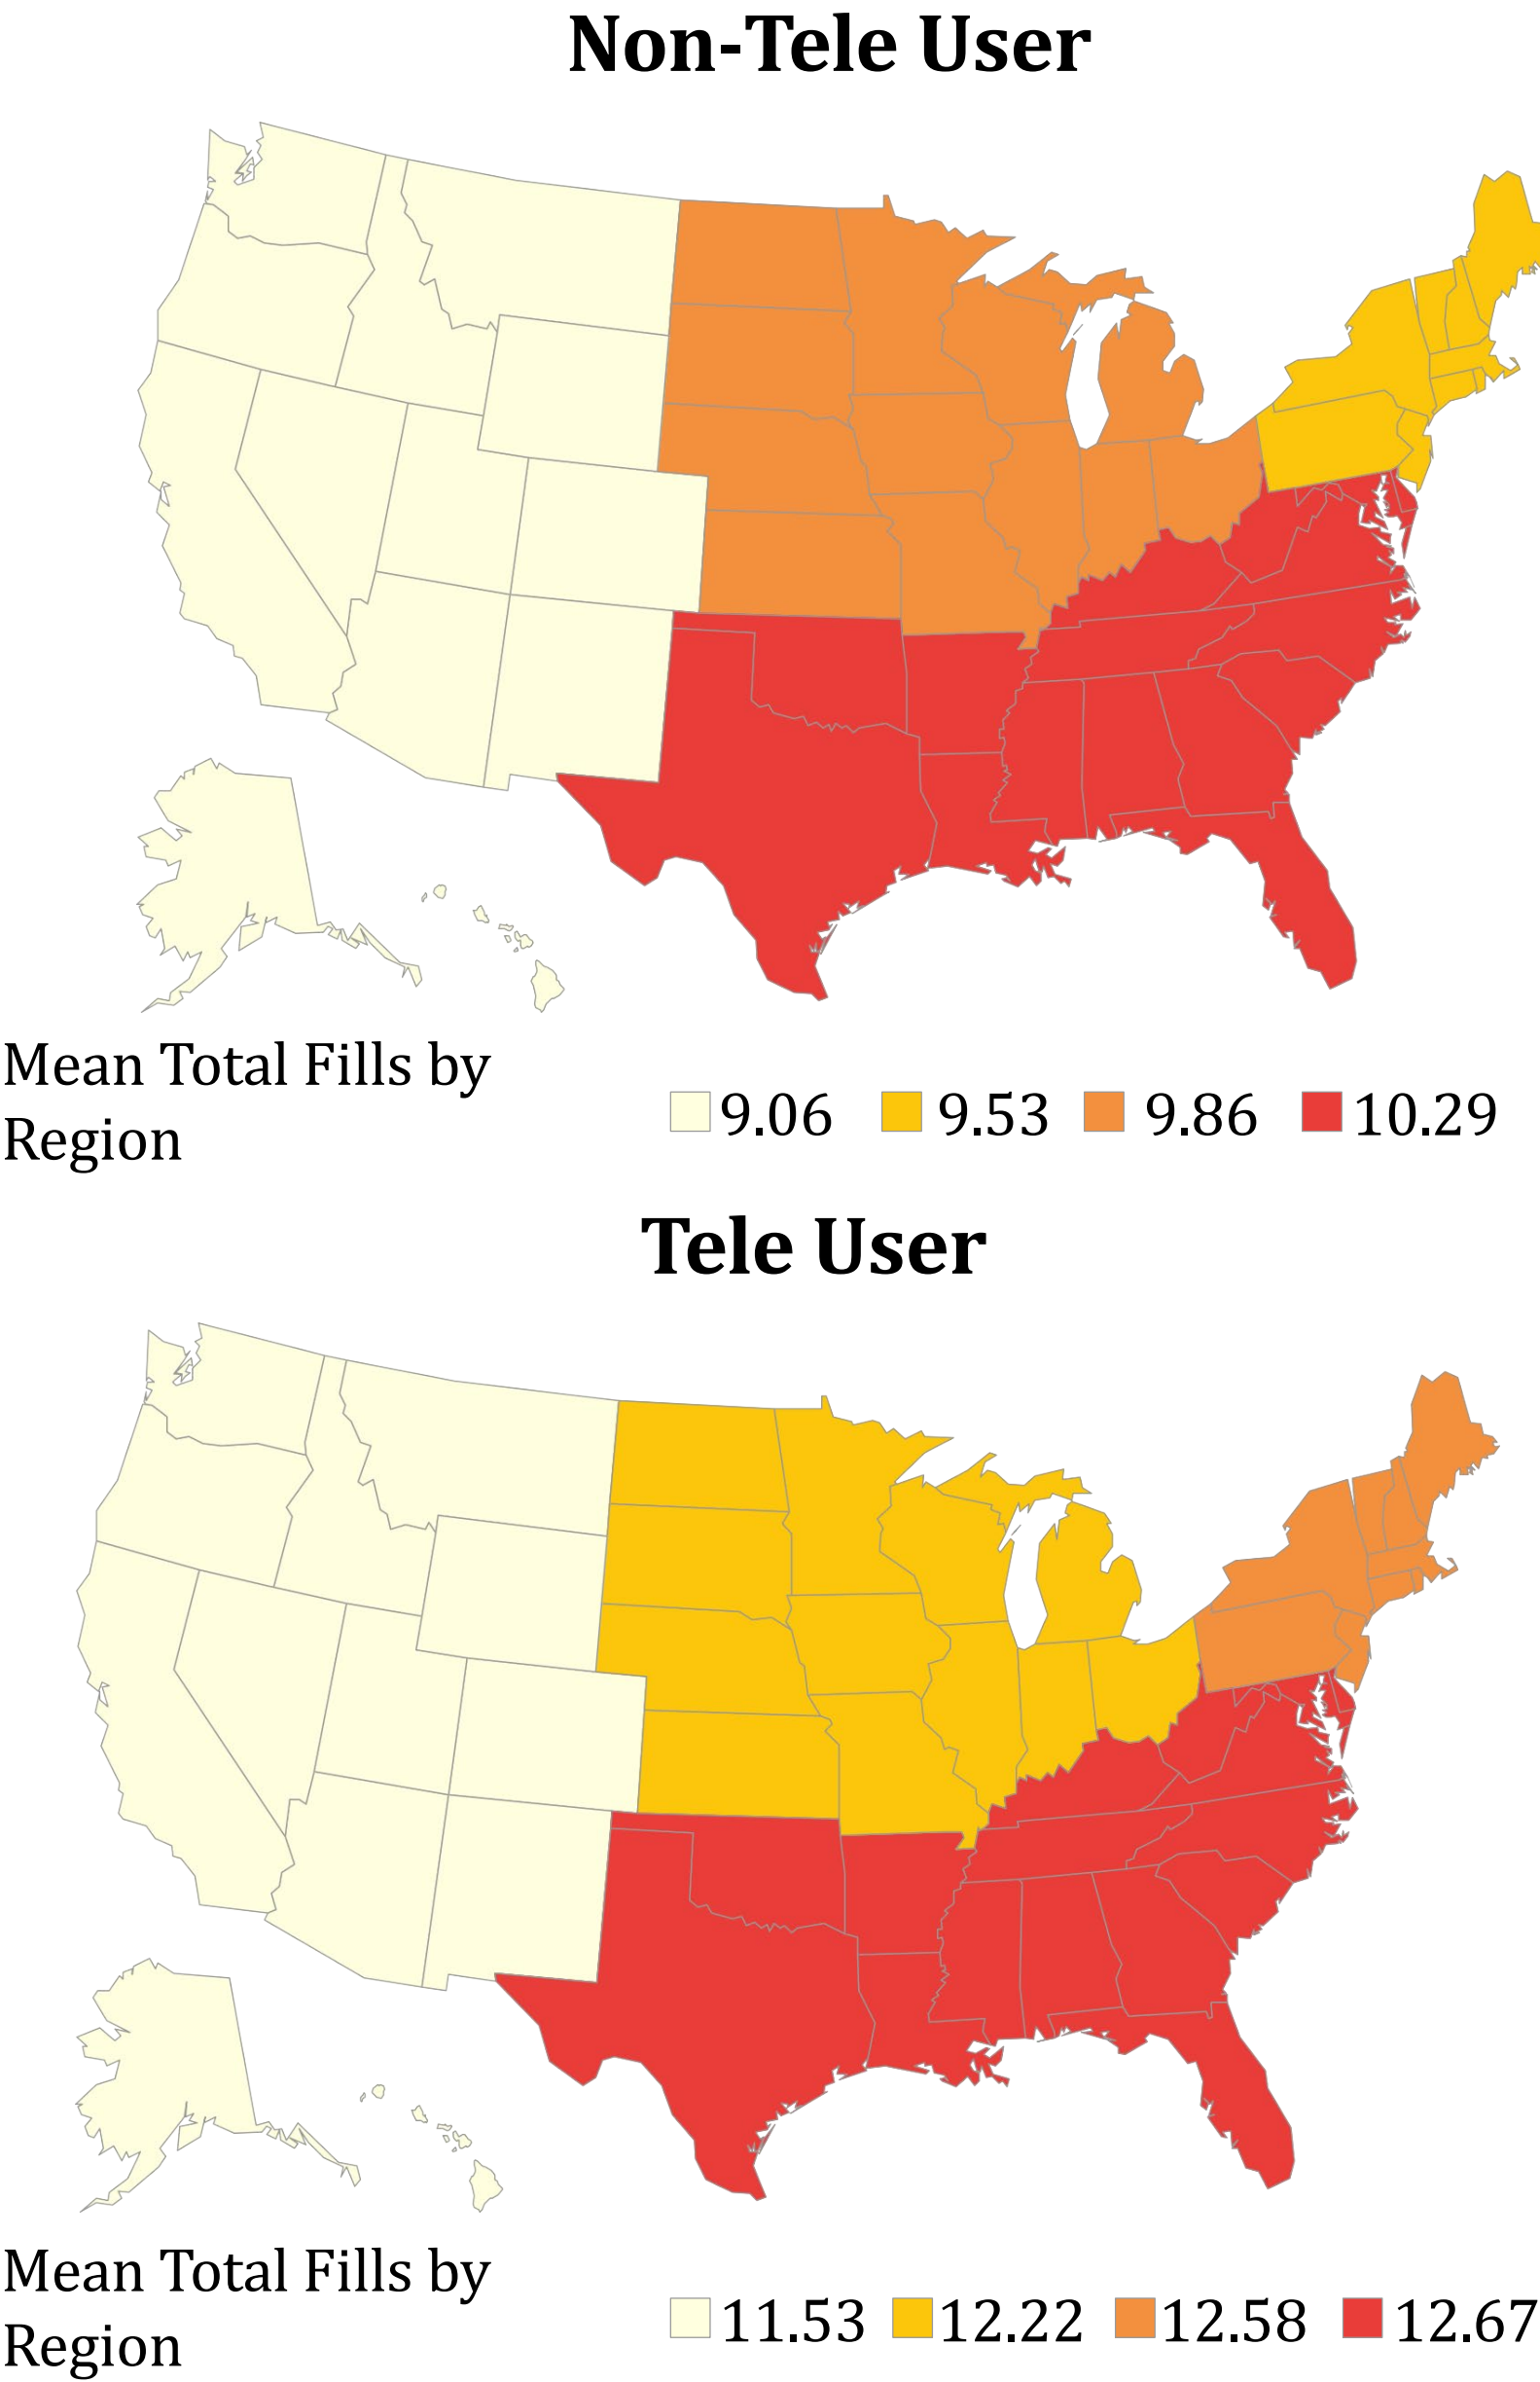 Non-Tele User
Mean Total Fills by
Region
9.06 9.53 9.86 10.29
Tele User
Mean Total Fills by
Region
11.53 12.22 12.58 12.67